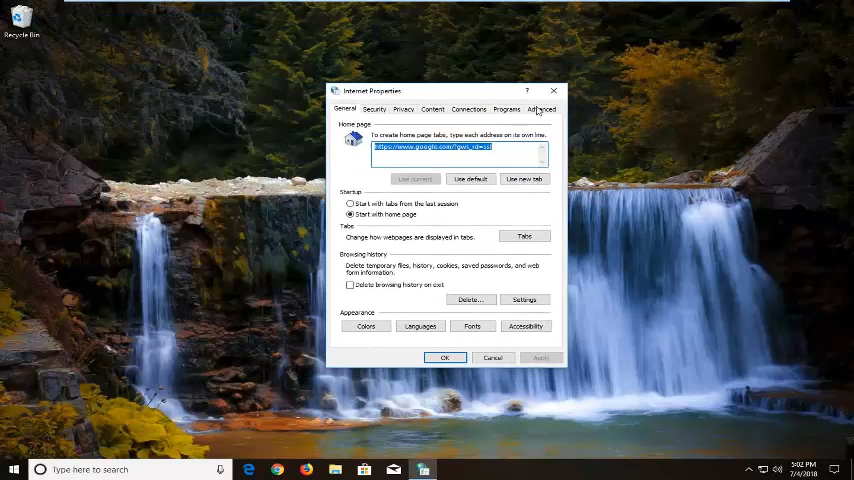 Recycle Bin
Internet Properties
?
General Security Privacy Content Connections Programs Advanced
Home page
To create home page tabs, type each address on its own line.
https://www.google.com/?gws_rd=ssl
Use current Use default Use new tab
Startup
Start with tabs from the last session
Start with home page
Tabs
Change how webpages are displayed in tabs. Tabs
Browsing history
Delete temporary files, history, cookies, saved passwords, and web
form information.
Delete browsing history on exit
Delete... Settings
Appearance
Colors Languages Fonts Accessibility
OK Cancel Apply
Type here to search
5:02 PM
7/4/2018